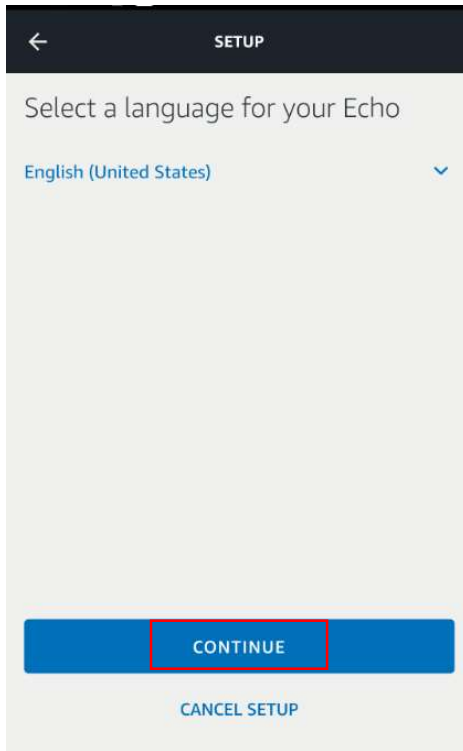 SETUP
Select a language for your Echo
English (United States)
CONTINUE
CANCEL SETUP